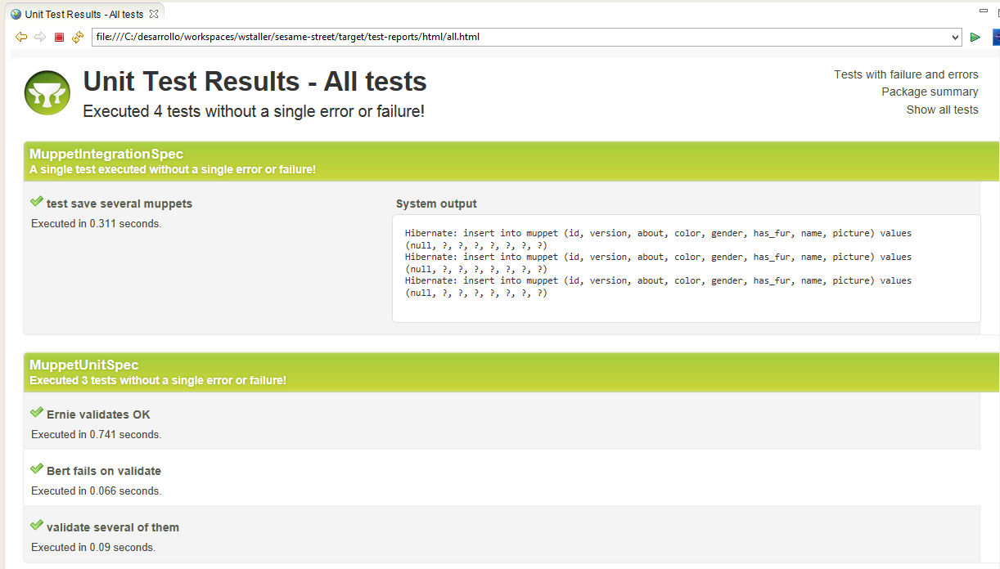 Unit Test Results - All tests
file:///C:/desarrollo/workspaces/wstaller/sesame-street/target/test-reports/html/all.html
Unit Test Results - All tests
Executed 4 tests without a single error or failure!
Tests with failure and errors
Package summary
Show all tests
MuppetIntegrationSpec
A single test executed without a single error or failure!
test save several muppets
Executed in 0.311 seconds.
System output
Hibernate: insert into muppet (id, version, about, color, gender, has_fur, name, picture) values
(null, ?, ?, ?, ?, ?, ?, ?)
Hibernate: insert into muppet (id, version, about, color, gender, has_fur, name, picture) values
(null, ?, ?, ?, ?, ?, ?, ?)
Hibernate: insert into muppet (id, version, about, color, gender, has_fur, name, picture) values
(null, ?, ?, ?, ?, ?, ?, ?)
MuppetUnitSpec
Executed 3 tests without a single error or failure!
Ernie validates OK
Executed in 0.741 seconds.
Bert fails on validate
Executed in 0.066 seconds.
validate several of them
Executed in 0.09 seconds.